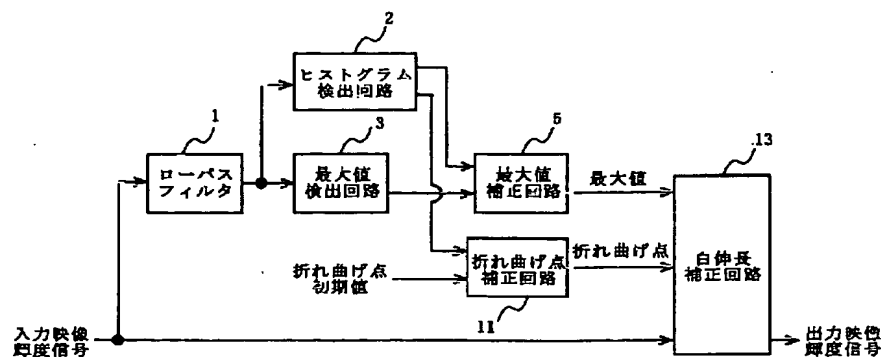 2
ヒストグラム
検出回路
1
3
5
13
ローパス
フィルタ
最大値
検出回路
最大値
補正回路
最大値
折れ曲げ点
初期値
折れ曲げ点
補正回路
折れ曲げ点
白伸長
補正回路
11
入力映像
輝度信号
出力映像
輝度信号